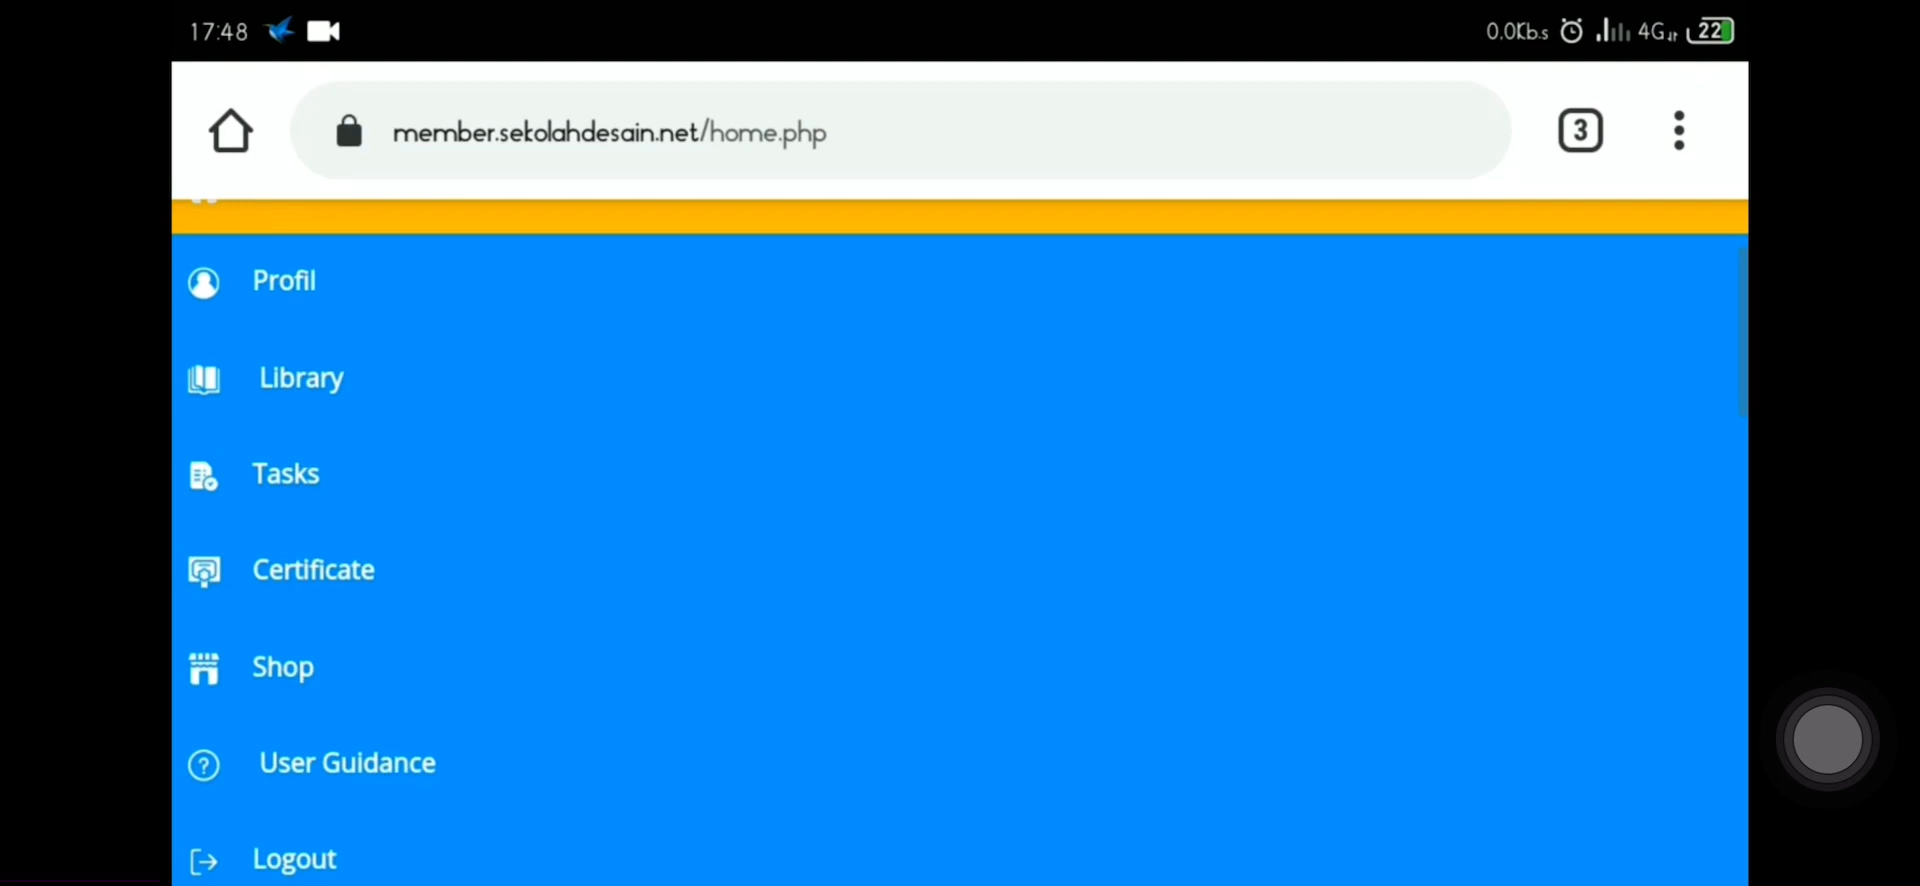 17:48
0.0Kb.s 4G 22
member.sekolahdesain.net/home.php
3
Profil
Library
Tasks
Certificate
Shop
User Guidance
Logout